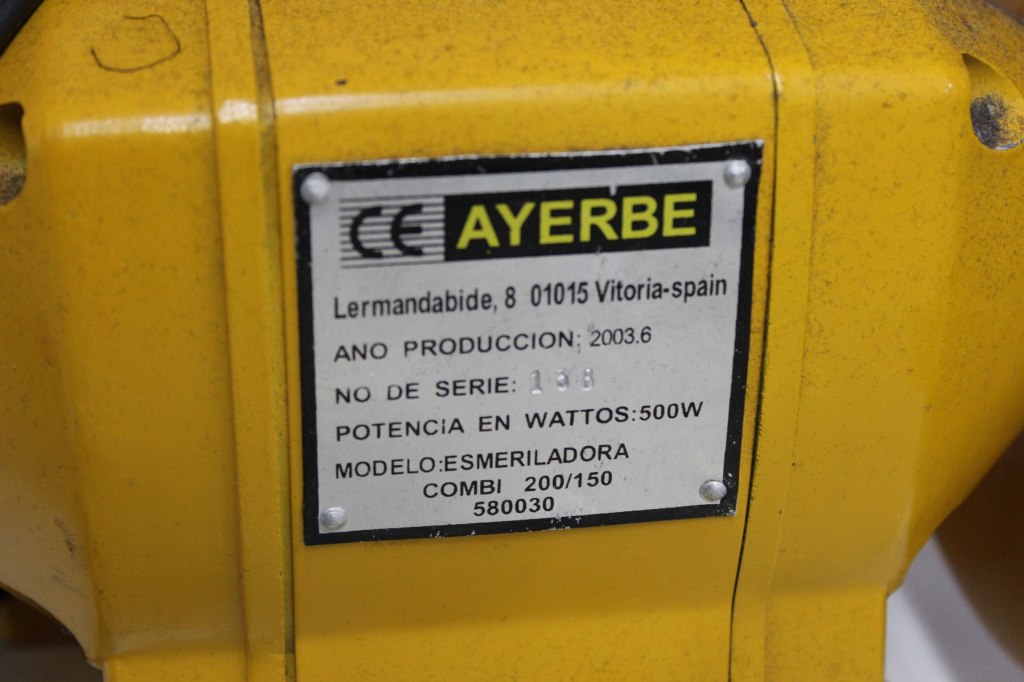 CE AYERBE
Lermandabide, 8 01015 Vitoria-spain
ANO PRODUCCION: 2003.6
NO DE SERIE: 158
POTENCIA EN WATTOS:500W
MODELO:ESMERILADORA
COMBI 200/150
580030